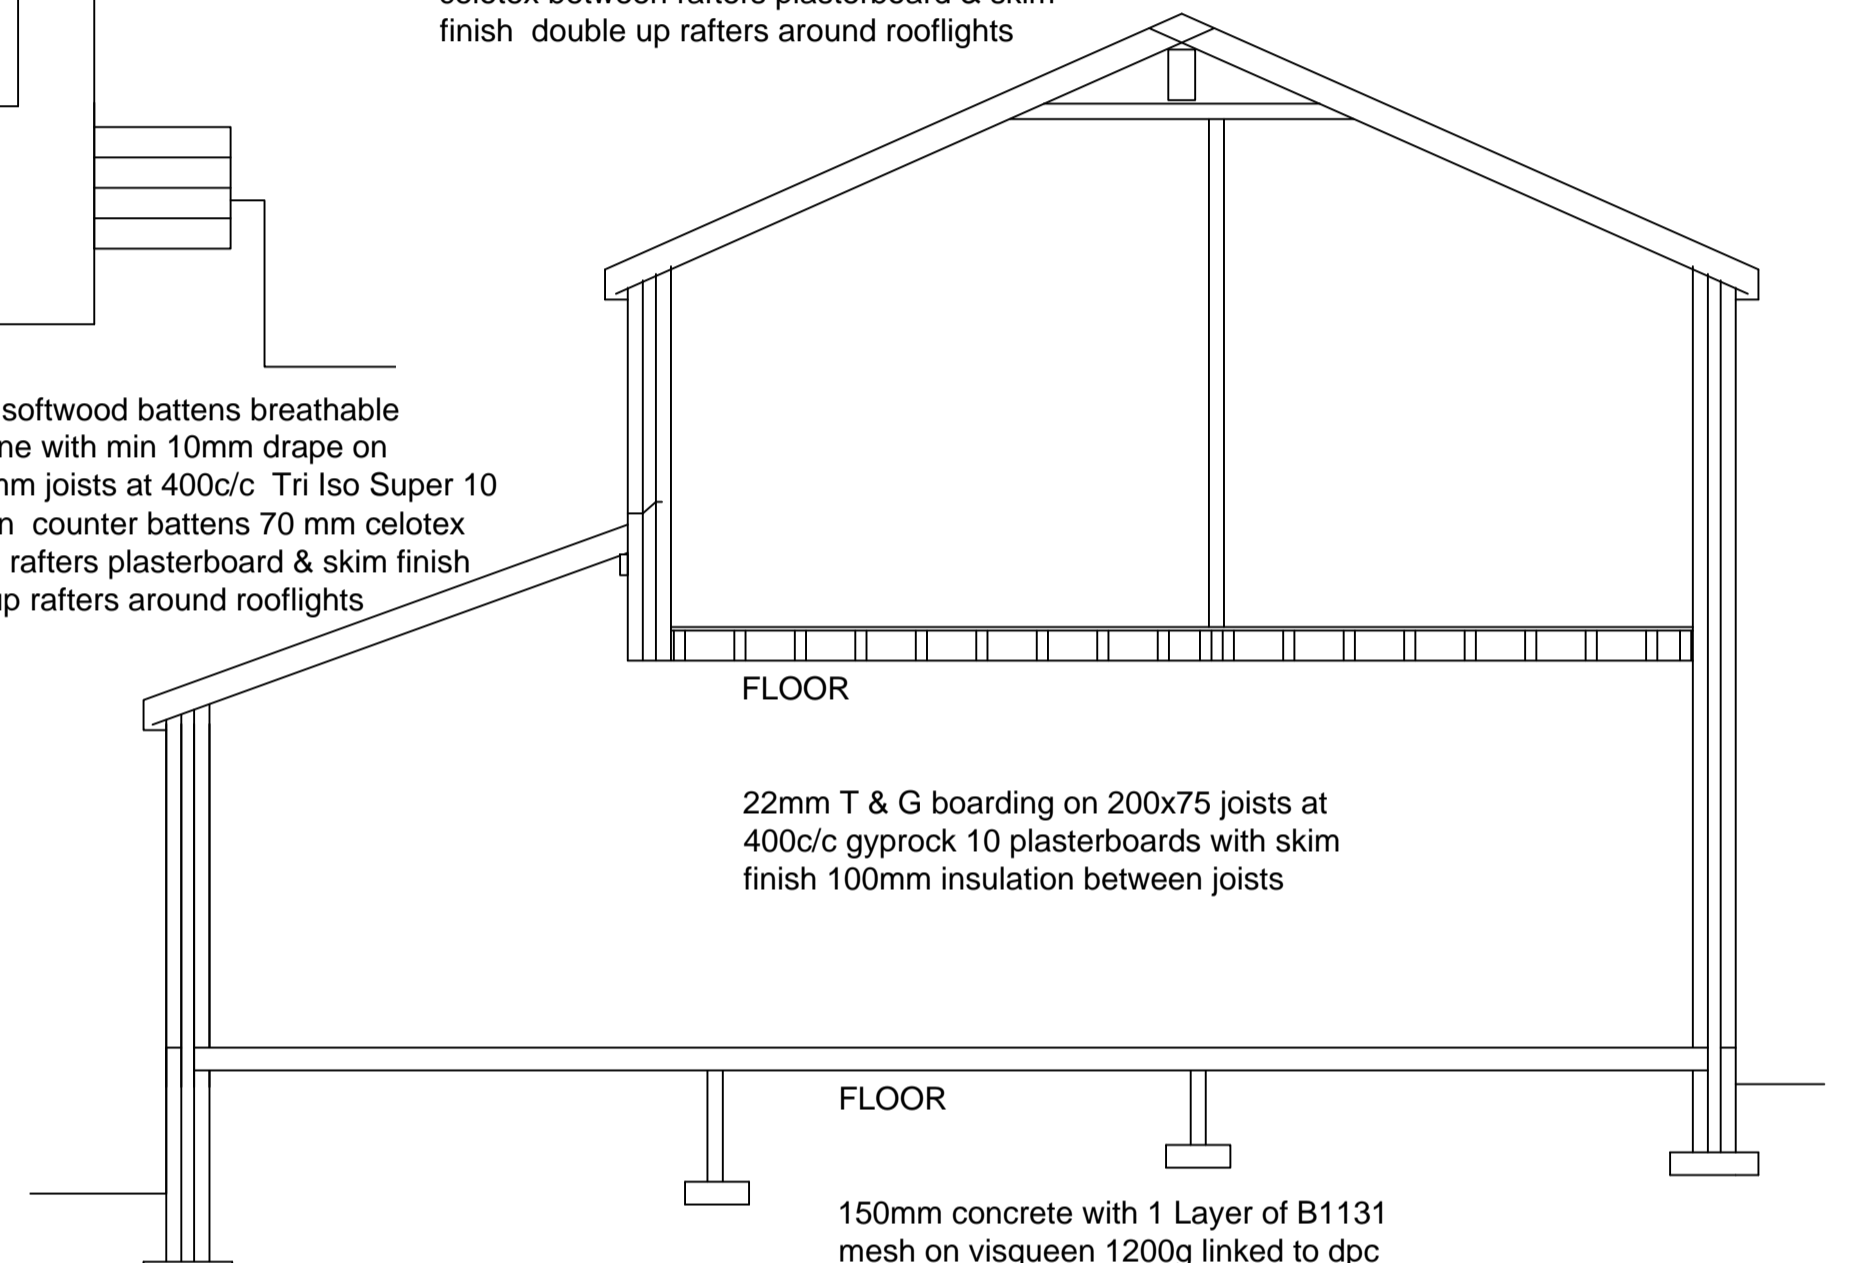 finish double up rafters around rooflights
softwood battens breathable
with min 10mm drape on
joists at 400c/c Tri Iso Super 10
counter battens 70 mm celotex
rafters plasterboard & skim finish
rafters around rooflights
FLOOR
22mm T & G boarding on 200x75 joists at
400c/c gyprock 10 plasterboards with skim
finish 100mm insulation between joists
FLOOR
150mm concrete with 1 Layer of B1131
mesh on visqueen 1200g linked to dpc